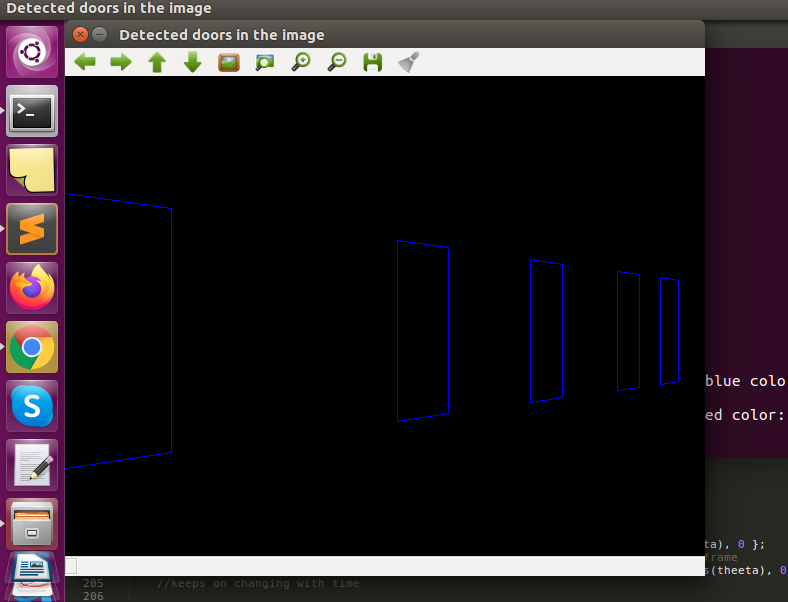 Detected doors in the image
Detected doors in the image
blue colo
ed color:
ta), 0 };
frame
s(theeta), 0
205 //keeps on changing with time
206